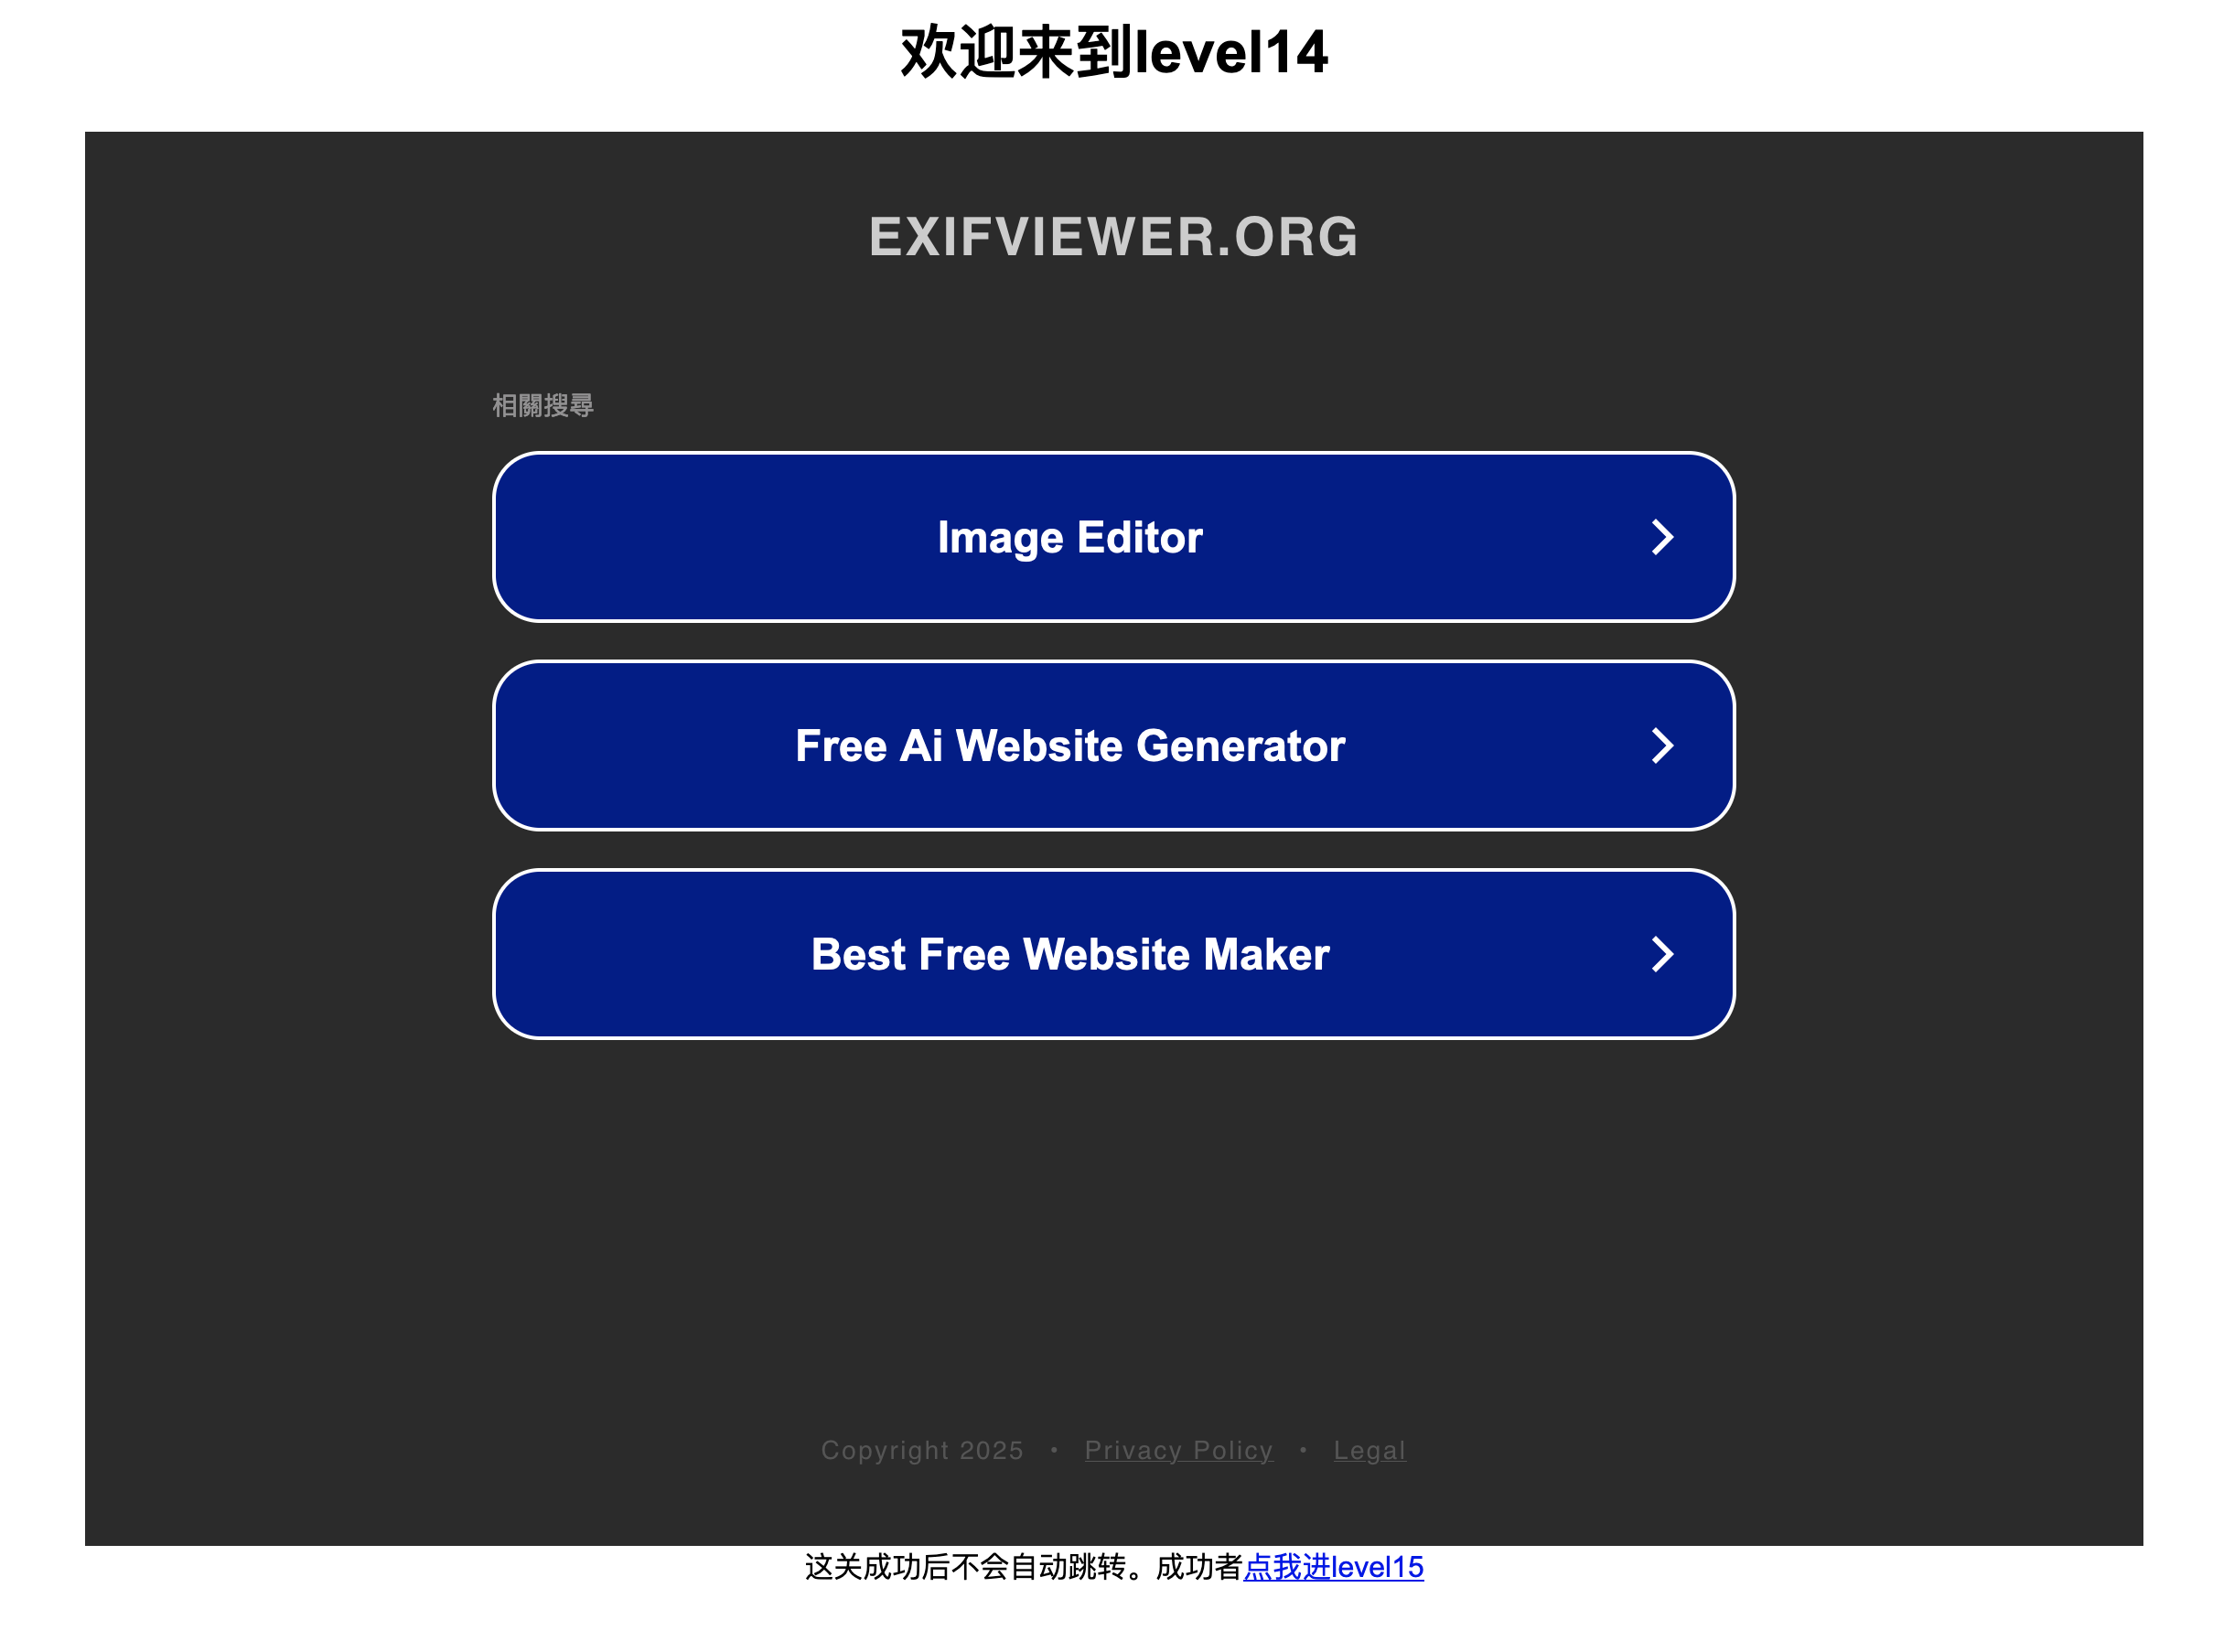 欢迎来到level14
EXIFVIEWER.ORG
相關搜尋
Image Editor
Free Ai Website Generator
Best Free Website Maker
Copyright 2025 • Privacy Policy • Legal
这关成功后不会自动跳转。成功者点我进level15